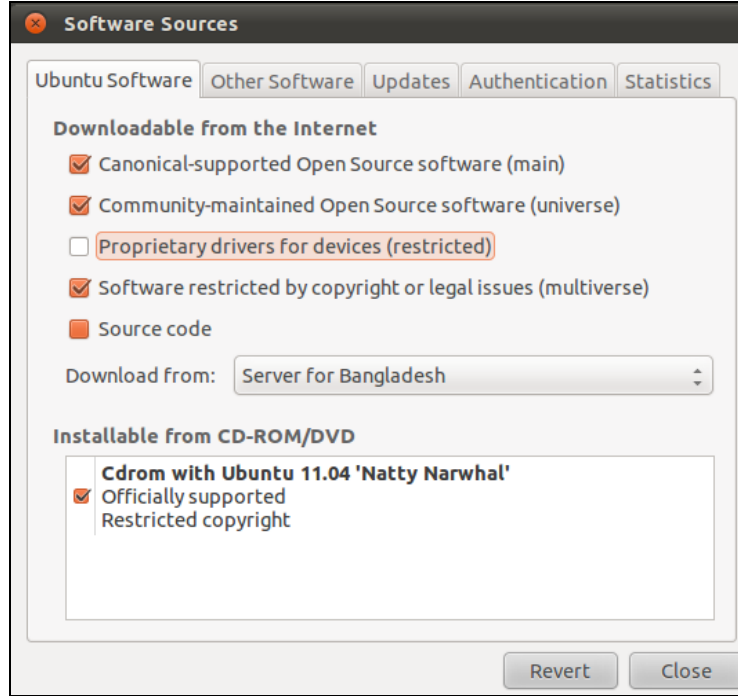 Software Sources
Ubuntu Software Other Software Updates Authentication Statistics
Downloadable from the Internet
Canonical-supported Open Source software (main)
Community-maintained Open Source software (universe)
Proprietary drivers for devices (restricted)
Software restricted by copyright or legal issues (multiverse)
Source code
Download from: Server for Bangladesh
Installable from CD-ROM/DVD
Cdrom with Ubuntu 11.04 'Natty Narwhal'
Officially supported
Restricted copyright
Revert Close